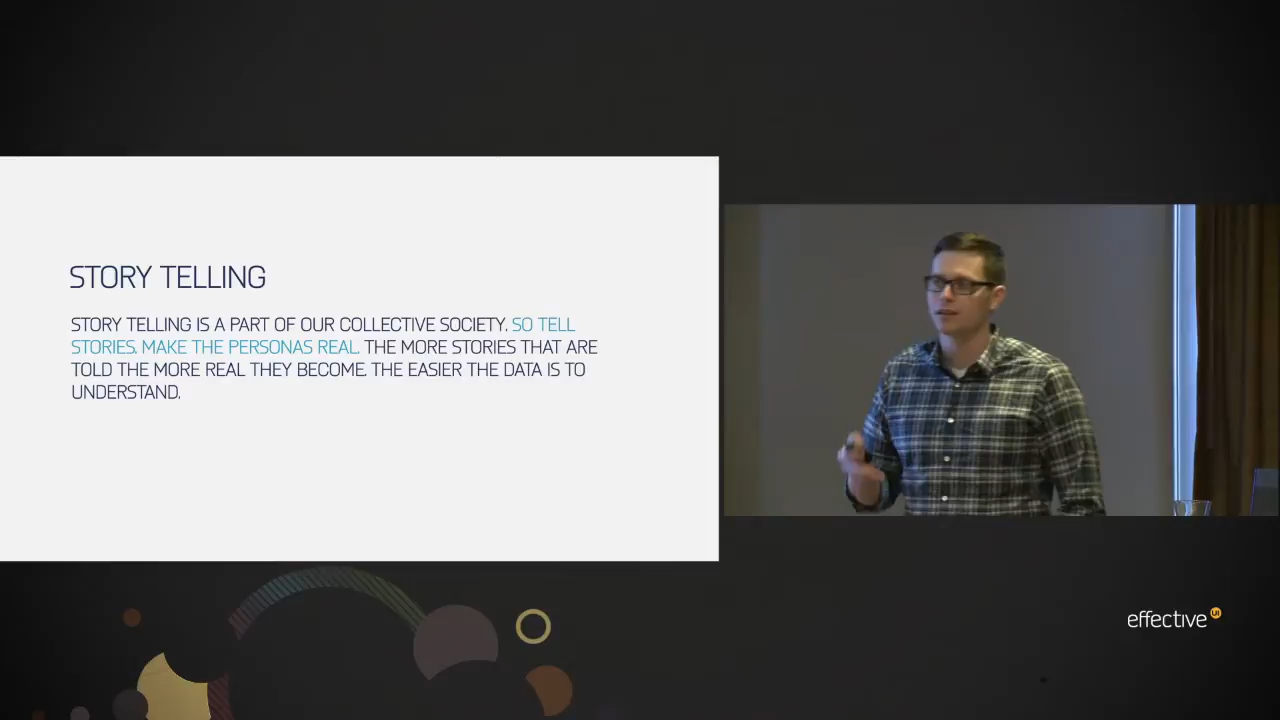 STORY TELLING
STORY TELLING IS A PART OF OUR COLLECTIVE SOCIETY. SO TELL
STORIES. MAKE THE PERSONAS REAL. THE MORE STORIES THAT ARE
TOLD THE MORE REAL THEY BECOME. THE EASIER THE DATA IS TO
UNDERSTAND.
effective UI